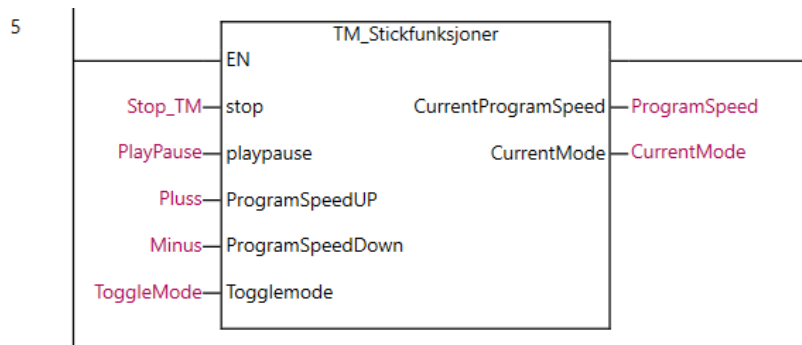 5
TM_Stickfunksjoner
EN
Stop_TM stop CurrentProgramSpeed ProgramSpeed
PlayPause playpause CurrentMode CurrentMode
Pluss ProgramSpeedUP
Minus ProgramSpeedDown
ToggleMode Togglemode